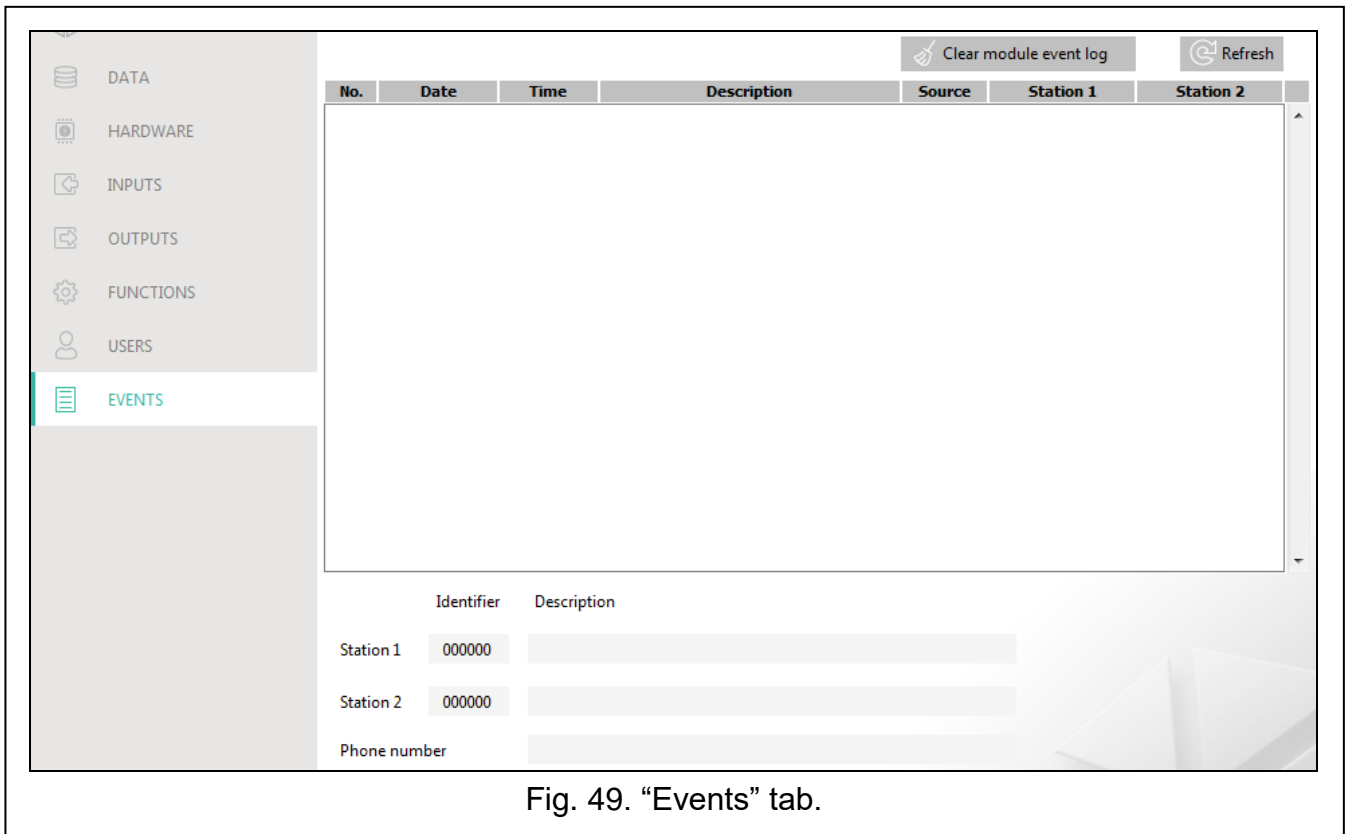 Clear module event log Refresh
DATA
No. Date Time Description Source Station 1 Station 2
HARDWARE
INPUTS
OUTPUTS
FUNCTIONS
USERS
EVENTS
Identifier Description
Station 1 000000
Station 2 000000
Phone number
Fig. 49. “Events” tab.